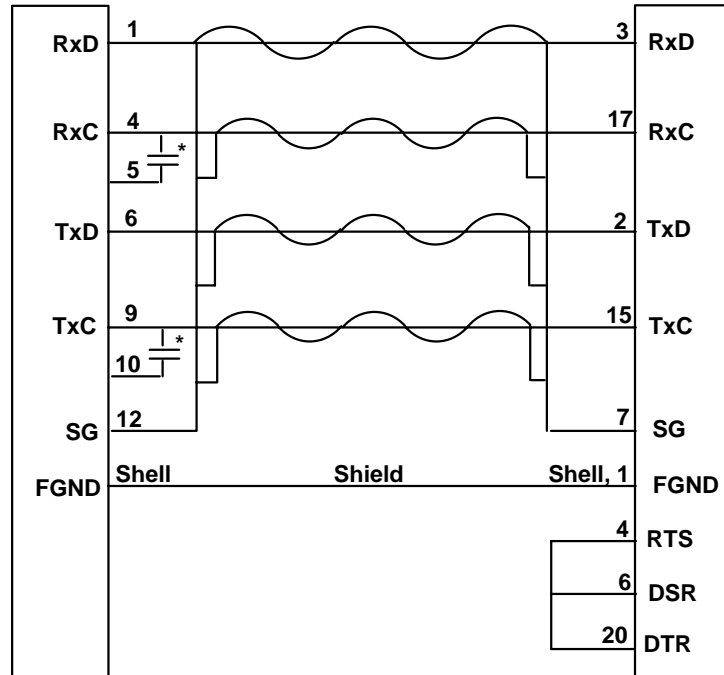 1 3
RxD RxD
4 17
RxC * RxC
5
6 2
TxD TxD
9 15
TxC * TxC
10
12 7
SG SG
Shell Shield Shell, 1
FGND FGND
4
RTS
6
DSR
20
DTR